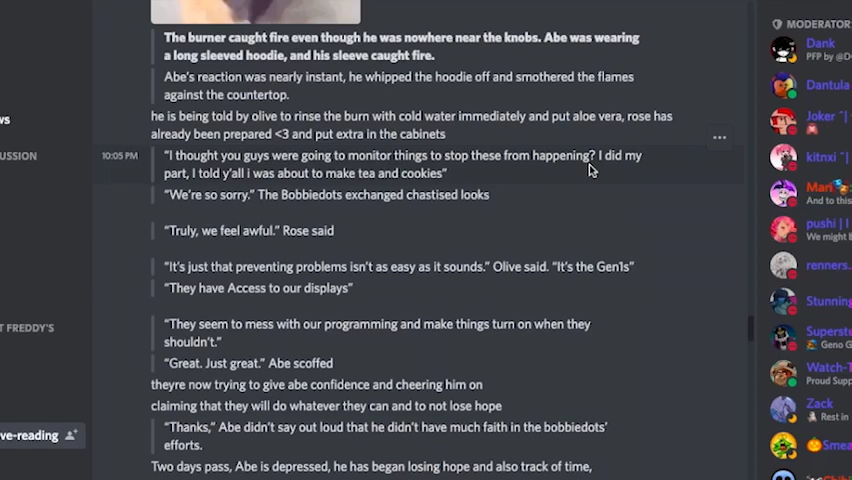 The burner caught fire even though he was nowhere near the knobs. Abe was wearing
a long sleeved hoodie, and his sleeve caught fire.
Abe's reaction was nearly instant, he whipped the hoodie off and smothered the flames
against the countertop.
he is being told by olive to rinse the burn with cold water immediately and put aloe vera, rose has
already been prepared <3 and put extra in the cabinets
10:05 PM
“I thought you guys were going to monitor things to stop these from happening? I did my
part, I told y'all i was about to make tea and cookies”
“We're so sorry.” The Bobbiedots exchanged chastised looks
“Truly, we feel awful.” Rose said
“It's just that preventing problems isn't as easy as it sounds.” Olive said. “It's the Gen1s”
“They have Access to our displays”
“They seem to mess with our programming and make things turn on when they
shouldn't.”
“Great. Just great.” Abe scoffed
theyre now trying to give abe confidence and cheering him on
claiming that they will do whatever they can and to not lose hope
“Thanks,” Abe didn't say out loud that he didn't have much faith in the bobbiedots'
efforts.
Two days pass, Abe is depressed, he has began losing hope and also track of time,
ws
USSION
T FREDDY'S
ve-reading
MODERATOR
Dank
PFP by @D
Dantula
Joker ^|
kitnxi
Mari
And to this
pushi | I
We might b
renners.
Stunning
Superst
Geno G
Watch-T
Proud Supp
Zack
Rest in
Smea